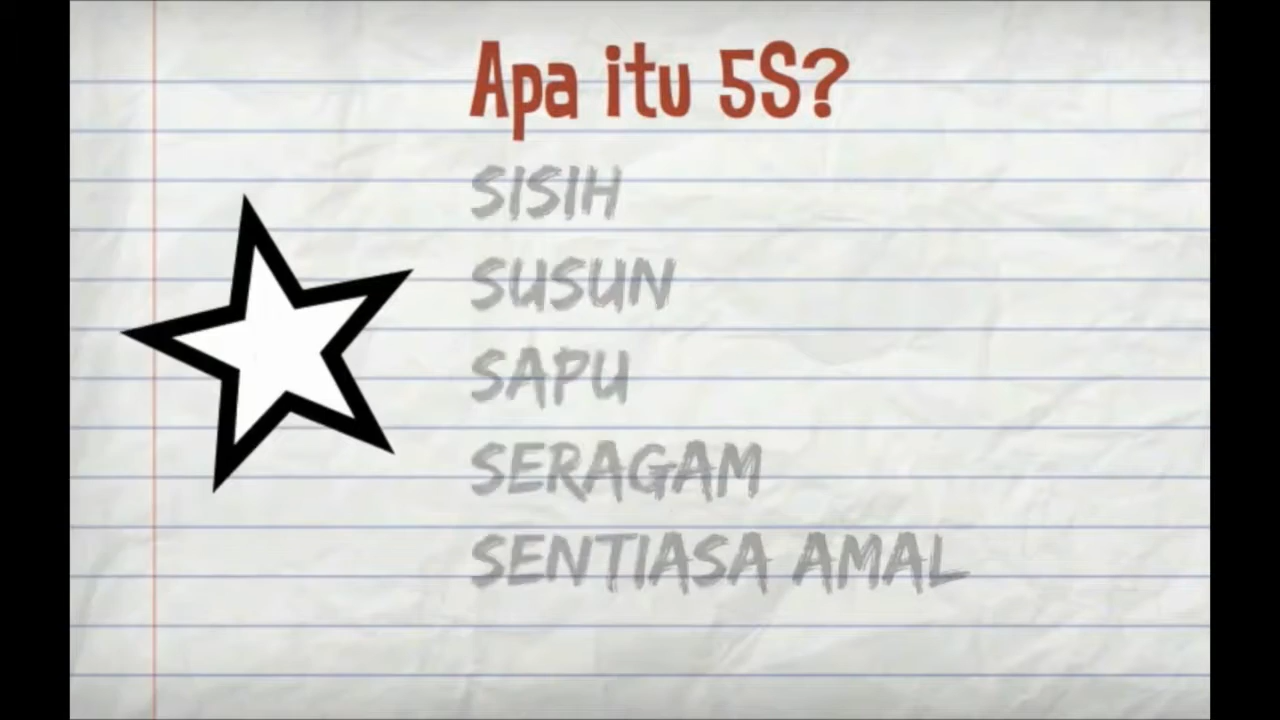 Apa itu 5S?
SISIH
SUSUN
SAPU
SERAGAM
SENTIASA AMAL